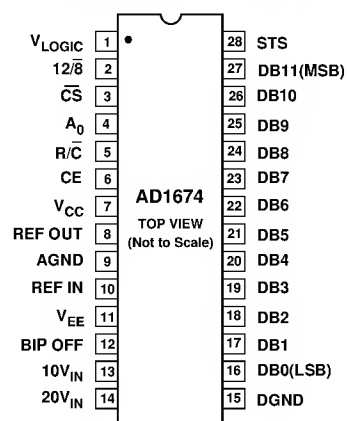 V_LOGIC 1 28 STS
12/8̅ 2 27 DB11(MSB)
C̅S̅ 3 26 DB10
A₀ 4 25 DB9
R/C̅ 5 24 DB8
CE 6 23 DB7
V_CC 7 22 DB6
REF OUT 8 21 DB5
AGND 9 20 DB4
REF IN 10 19 DB3
V_EE 11 18 DB2
BIP OFF 12 17 DB1
10V_IN 13 16 DB0(LSB)
20V_IN 14 15 DGND
AD1674
TOP VIEW
(Not to Scale)